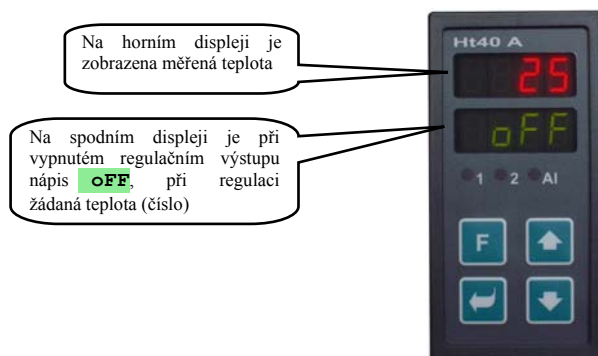 Na horním displeji je
zobrazena měřená teplota
Na spodním displeji je při
vypnutém regulačním výstupu
nápis oFF, při regulaci
žádaná teplota (číslo)
Ht40 A
25
oFF
1 2 Al
F